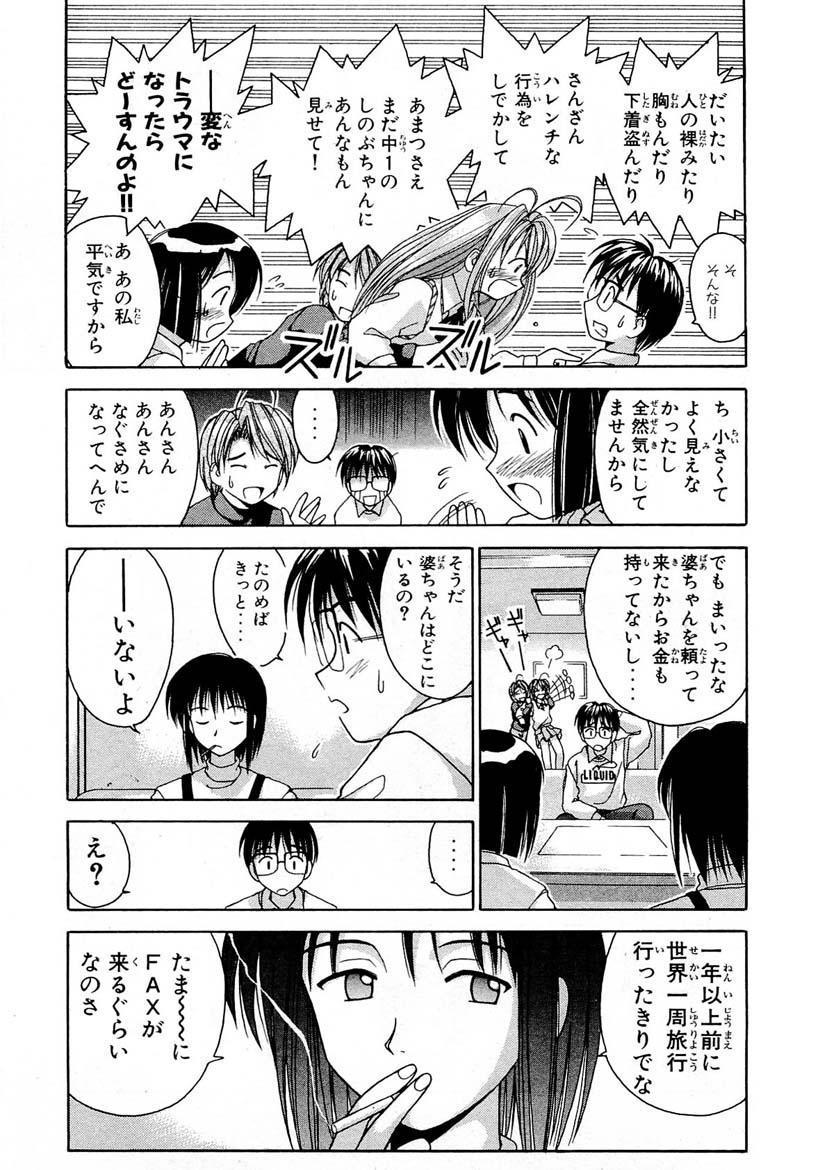 だいたい
人の裸みたり
胸もんだり
下着盗んだり
さんざん
ハレンチな
行為を
しでかして
あまつさえ
まだ中1の
しのぶちゃんに
あんなもん
見せて！
――変な
トラウマに
なったら
どーすんのよ!!
そ
そんな!!
あ あの私
平気ですから
ズル
ズル
ち 小さくて
よく見えな
かったし
全然気にして
ませんから
・・・
あんさん
あんさん
なぐさめに
なってへんで
でも まいったな
婆ちゃんを頼って
来たからお金も
持ってないし・・・・
ギャー
ギャー
LIQUID
そうだ
婆ちゃんはどこに
いるの？
たのめば
きっと・・・・
――いないよ
・・・・
え？
一年以上前に
世界一周旅行
行ったきりでな
たま～～～に
ＦＡＸが
来るぐらい
なのさ